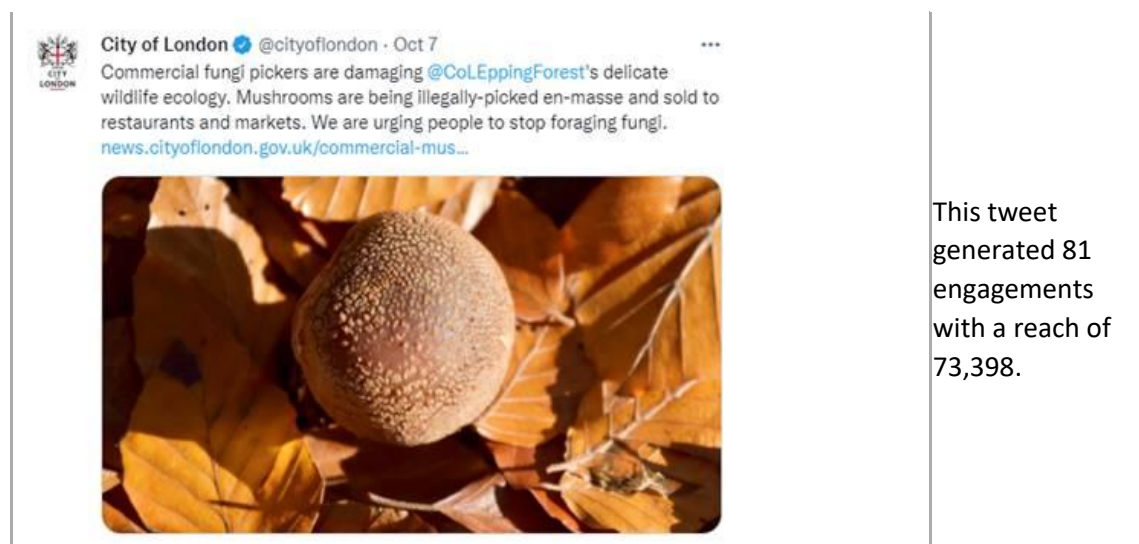 City of London @cityoflondon · Oct 7
Commercial fungi pickers are damaging @CoLEppingForest's delicate
wildlife ecology. Mushrooms are being illegally-picked en-masse and sold to
restaurants and markets. We are urging people to stop foraging fungi.
news.cityoflondon.gov.uk/commercial-mus...
CITY
LONDON
This tweet
generated 81
engagements
with a reach of
73,398.